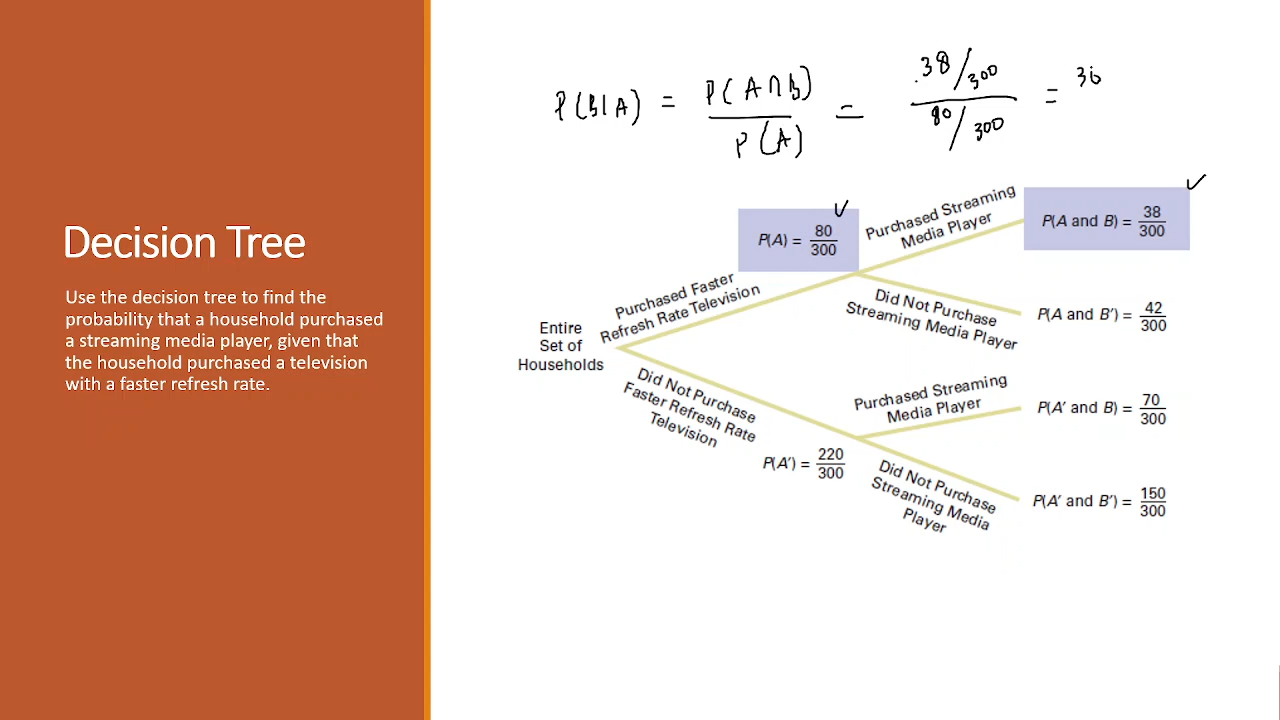 P(B|A) = P(A∩B) / P(A) = .38/300 / 80/300 = 38
Decision Tree
Use the decision tree to find the
probability that a household purchased
a streaming media player, given that
the household purchased a television
with a faster refresh rate.
Entire
Set of
Households
Purchased Faster
Refresh Rate Television
P(A) = 80/300
Purchased Streaming
Media Player
P(A and B) = 38/300
Did Not Purchase
Streaming Media Player
P(A and B′) = 42/300
Did Not Purchase
Faster Refresh Rate
Television
P(A′) = 220/300
Purchased Streaming
Media Player
P(A′ and B) = 70/300
Did Not Purchase
Streaming Media
Player
P(A′ and B′) = 150/300